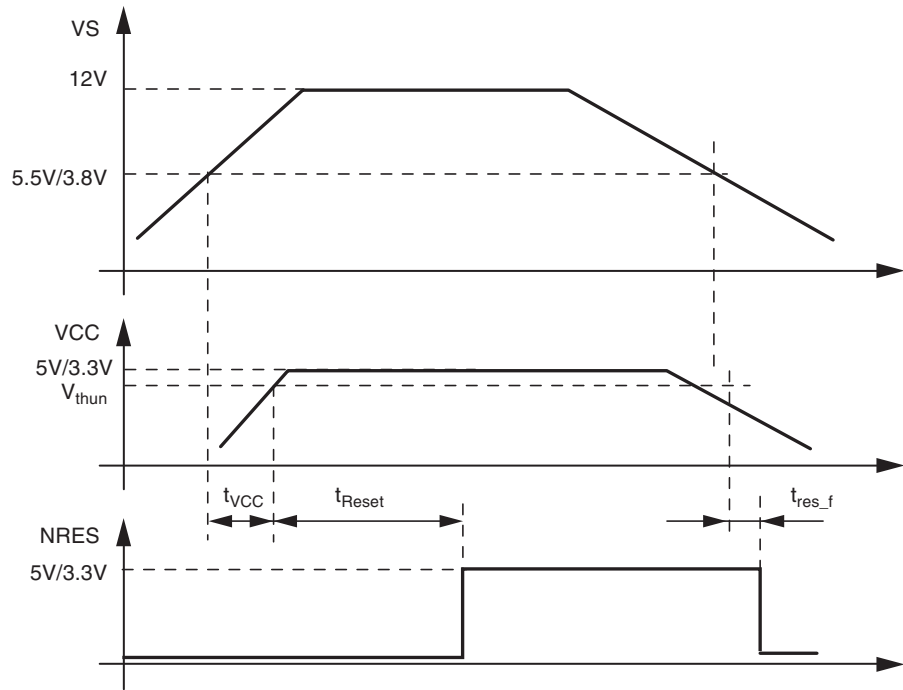 VS
12V
5.5V/3.8V
VCC
5V/3.3V
Vthun
tVCC
tReset
tres_f
NRES
5V/3.3V